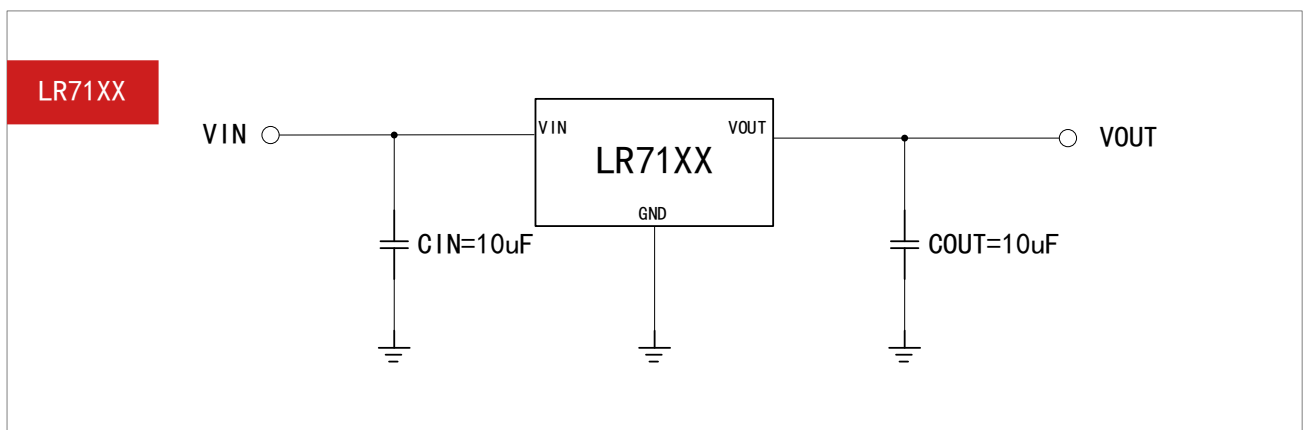 LR71XX
VIN
VIN
VOUT
VOUT
LR71XX
GND
CIN=10uF
COUT=10uF